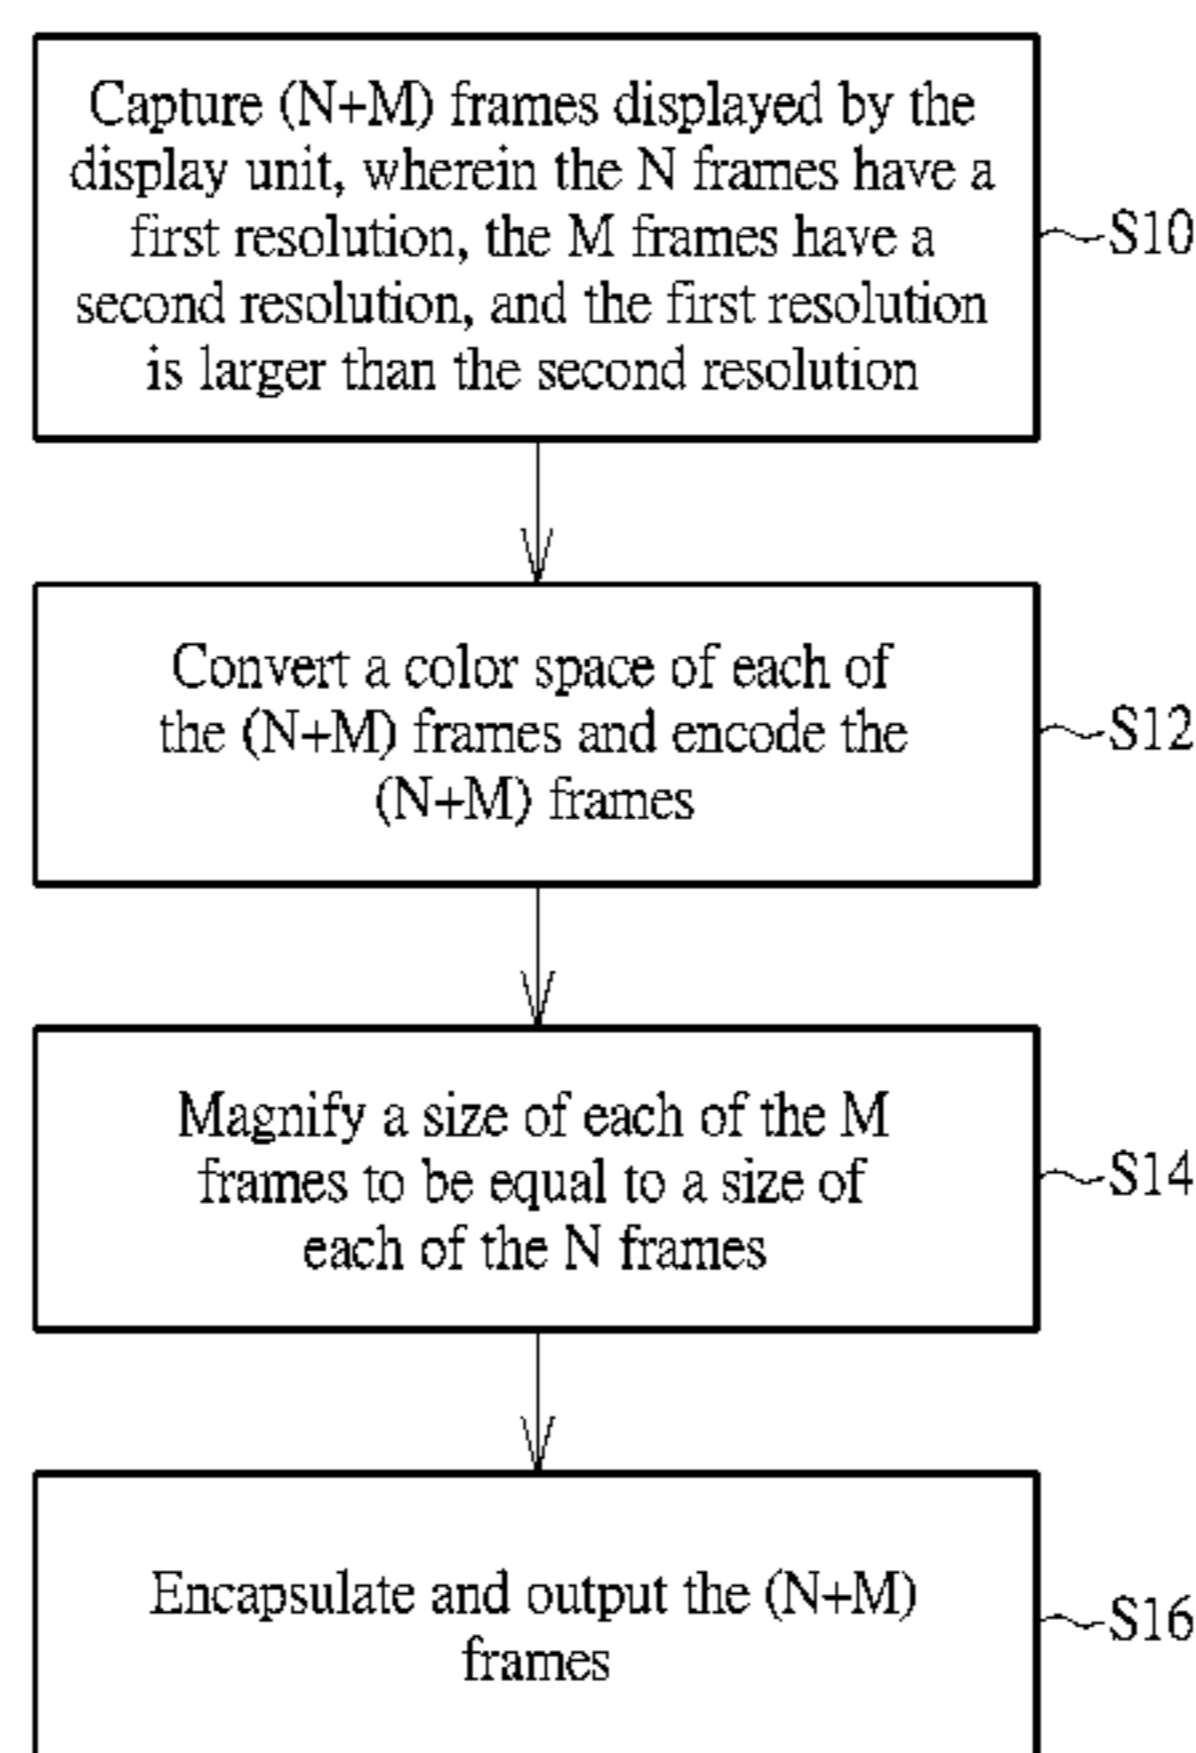 Capture (N+M) frames displayed by the
display unit, wherein the N frames have a
first resolution, the M frames have a
second resolution, and the first resolution
is larger than the second resolution
S10
Convert a color space of each of
the (N+M) frames and encode the
(N+M) frames
S12
Magnify a size of each of the M
frames to be equal to a size of
each of the N frames
S14
Encapsulate and output the (N+M)
frames
S16